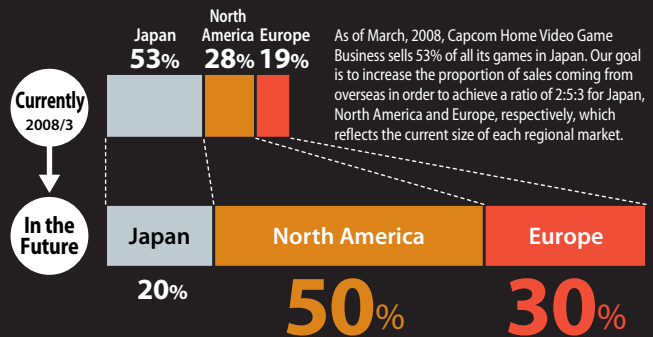 Japan
53%
North
America
28%
Europe
19%
As of March, 2008, Capcom Home Video Game
Business sells 53% of all its games in Japan. Our goal
is to increase the proportion of sales coming from
overseas in order to achieve a ratio of 2:5:3 for Japan,
North America and Europe, respectively, which
reflects the current size of each regional market.
Currently
2008/3
In the
Future
Japan
North America
Europe
20%
50%
30%